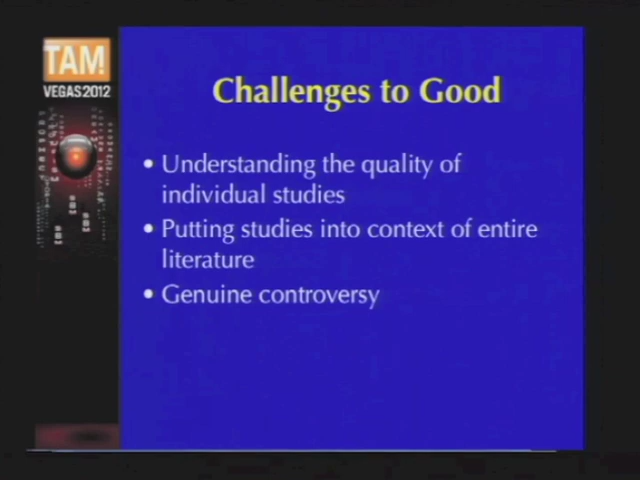 TAM!
VEGAS2012
Challenges to Good
• Understanding the quality of
individual studies
• Putting studies into context of entire
literature
• Genuine controversy